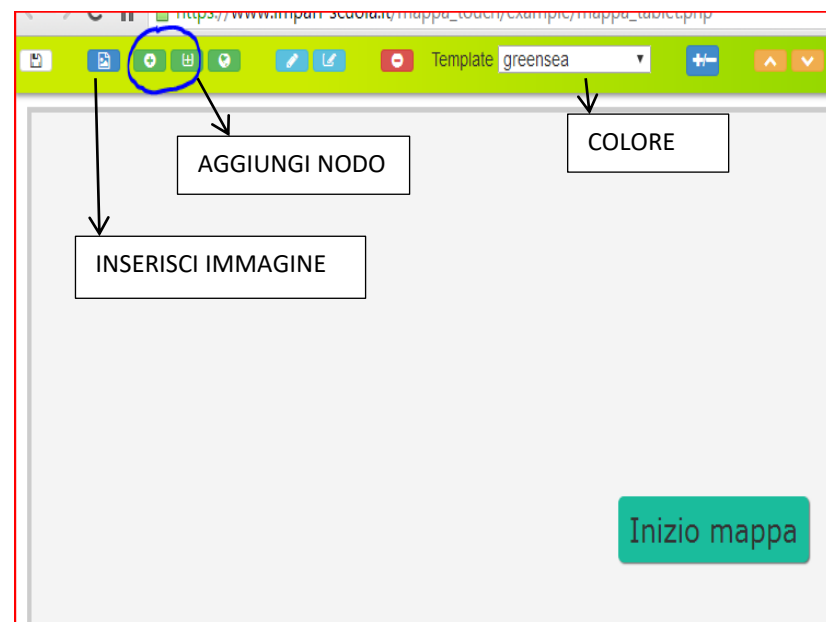 https://www.impari-scuola.it/mappa_touch/example/mappa_tablet.php
Template greensea
AGGIUNGI NODO
COLORE
INSERISCI IMMAGINE
Inizio mappa